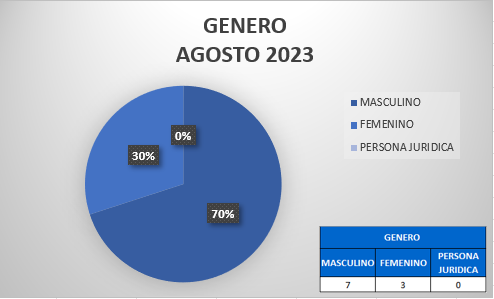 GENERO
AGOSTO 2023
MASCULINO
FEMENINO
PERSONA JURIDICA
0%
30%
70%
GENERO
MASCULINO FEMENINO PERSONA JURIDICA
7 3 0